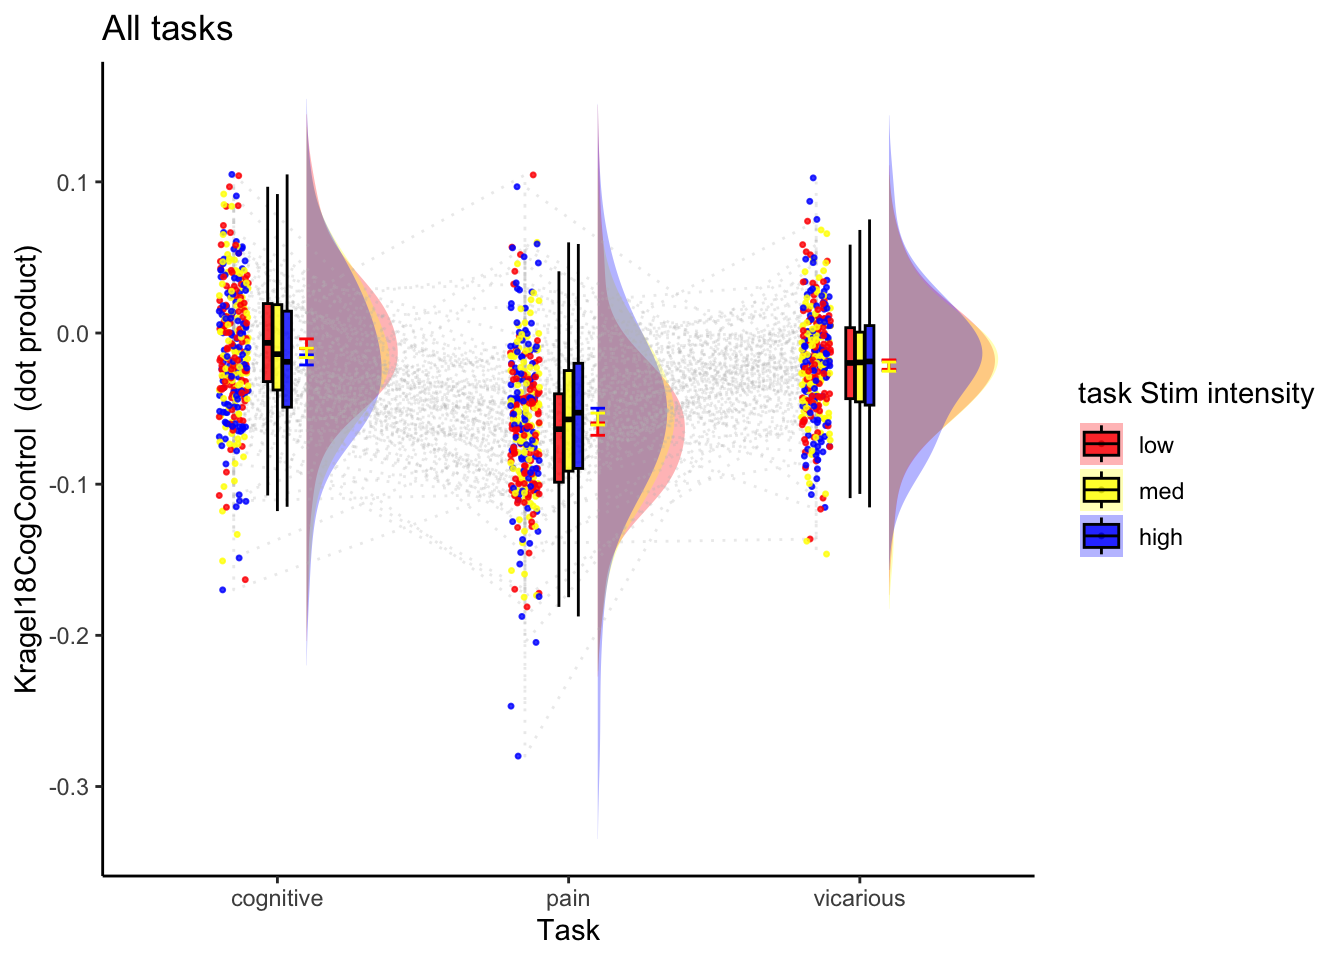 All tasks
Kragel18CogControl (dot product)
0.1
0.0
-0.1
-0.2
-0.3
cognitive
pain
vicarious
Task
task Stim intensity
low
med
high